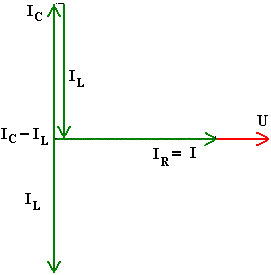 I_C
I_L
U
I_C - I_L
I_R = I
I_L